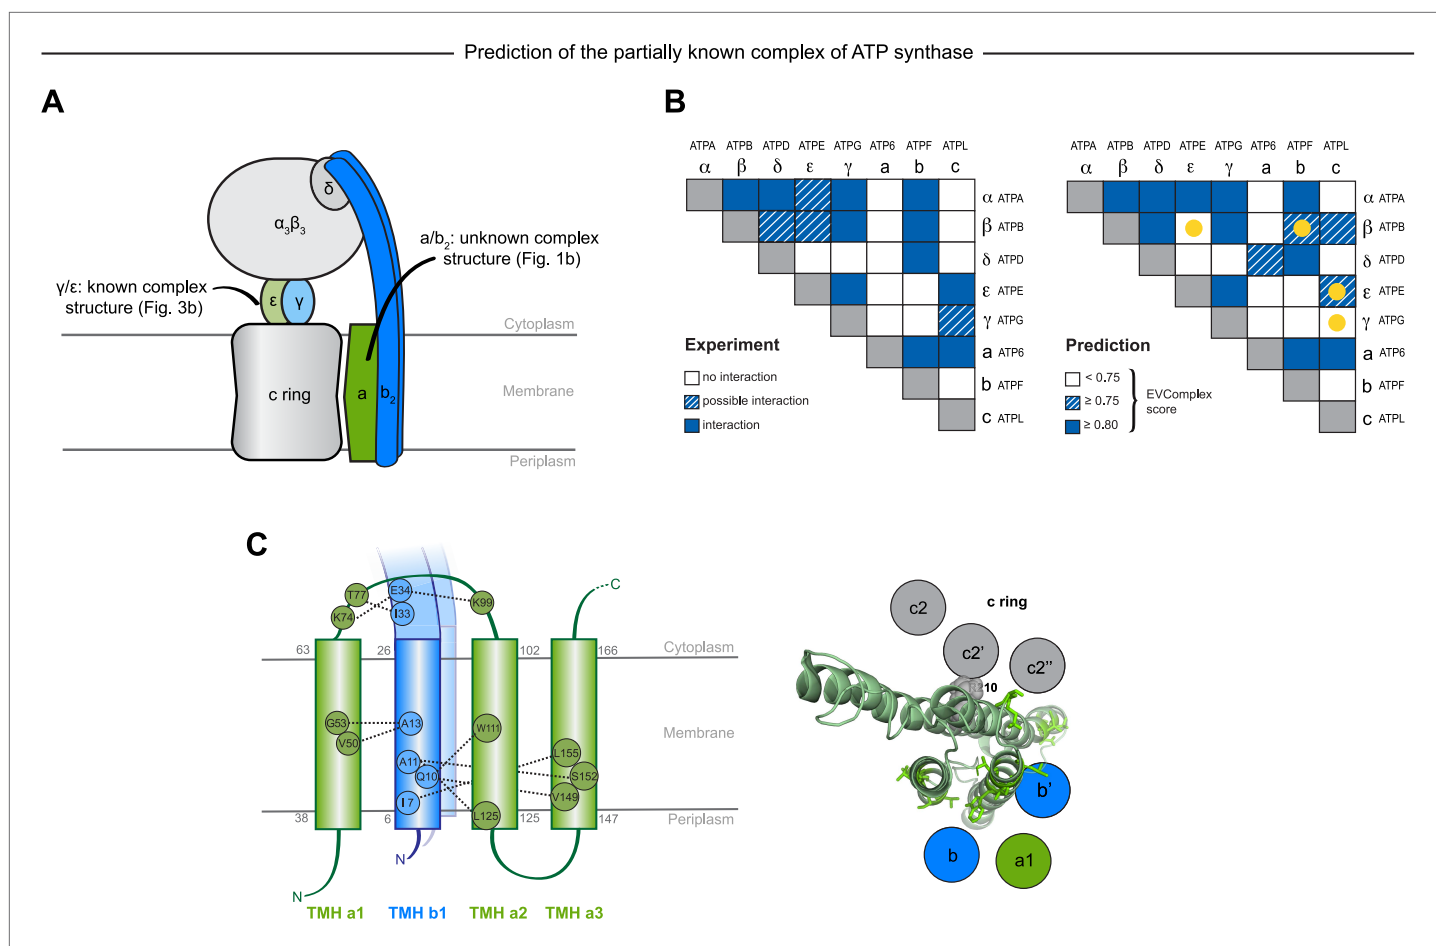 Prediction of the partially known complex of ATP synthase
A
δ
α₃β₃
a/b₂: unknown complex
structure (Fig. 1b)
γ/ε: known complex
structure (Fig. 3b)
ε
γ
Cytoplasm
c ring
a
b₂
Membrane
Periplasm
B
ATPA ATPB ATPD ATPE ATPG ATP6 ATPF ATPL
α β δ ε γ a b c
α ATPA
β ATPB
δ ATPD
ε ATPE
γ ATPG
a ATP6
b ATPF
c ATPL
Experiment
no interaction
possible interaction
interaction
ATPA ATPB ATPD ATPE ATPG ATP6 ATPF ATPL
α β δ ε γ a b c
α ATPA
β ATPB
δ ATPD
ε ATPE
γ ATPG
a ATP6
b ATPF
c ATPL
Prediction
< 0.75
≥ 0.75
≥ 0.80
EVComplex
score
C
T77
E34
K99
K74
I33
C
63
26
102
166
Cytoplasm
G53
A13
W111
V50
Membrane
A11
L155
Q10
S152
I7
V149
L125
38
6
125
147
Periplasm
N
N
TMH a1
TMH b1
TMH a2
TMH a3
c2
c ring
c2'
c2''
R210
b'
b
a1